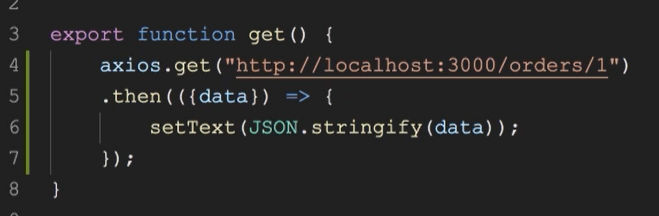 2
3 export function get() {
4 axios.get("http://localhost:3000/orders/1")
5 .then(({data}) => {
6 setText(JSON.stringify(data));
7 });
8 }